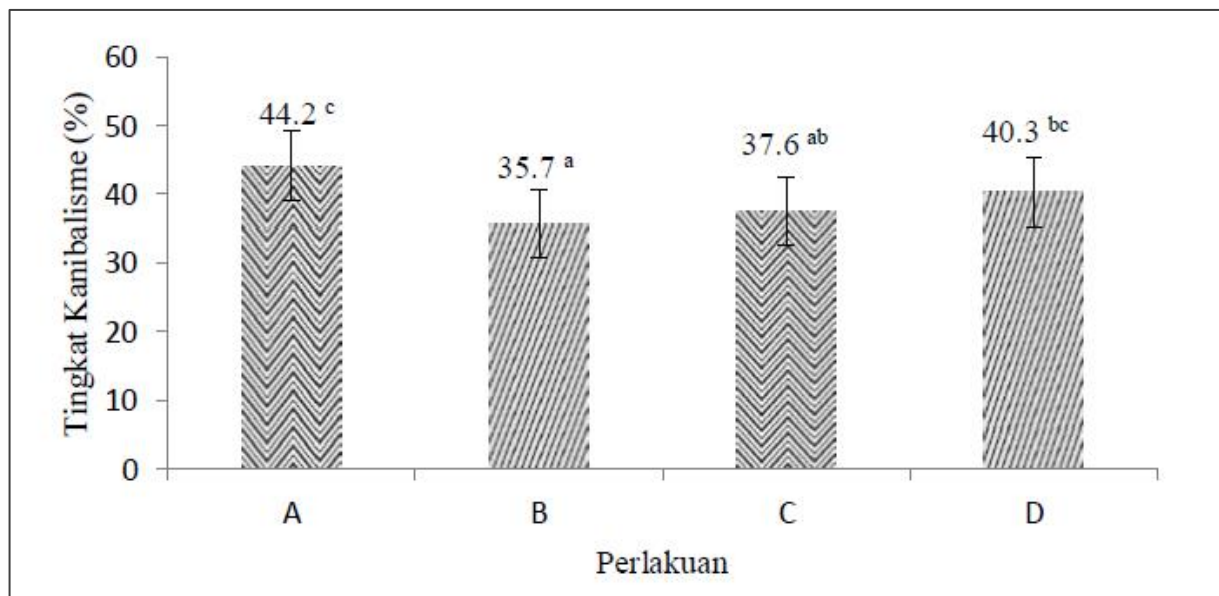 Tingkat Kanibalisme (%)
60
50
40
30
20
10
0
44.2 c
35.7 a
37.6 ab
40.3 bc
A
B
C
D
Perlakuan